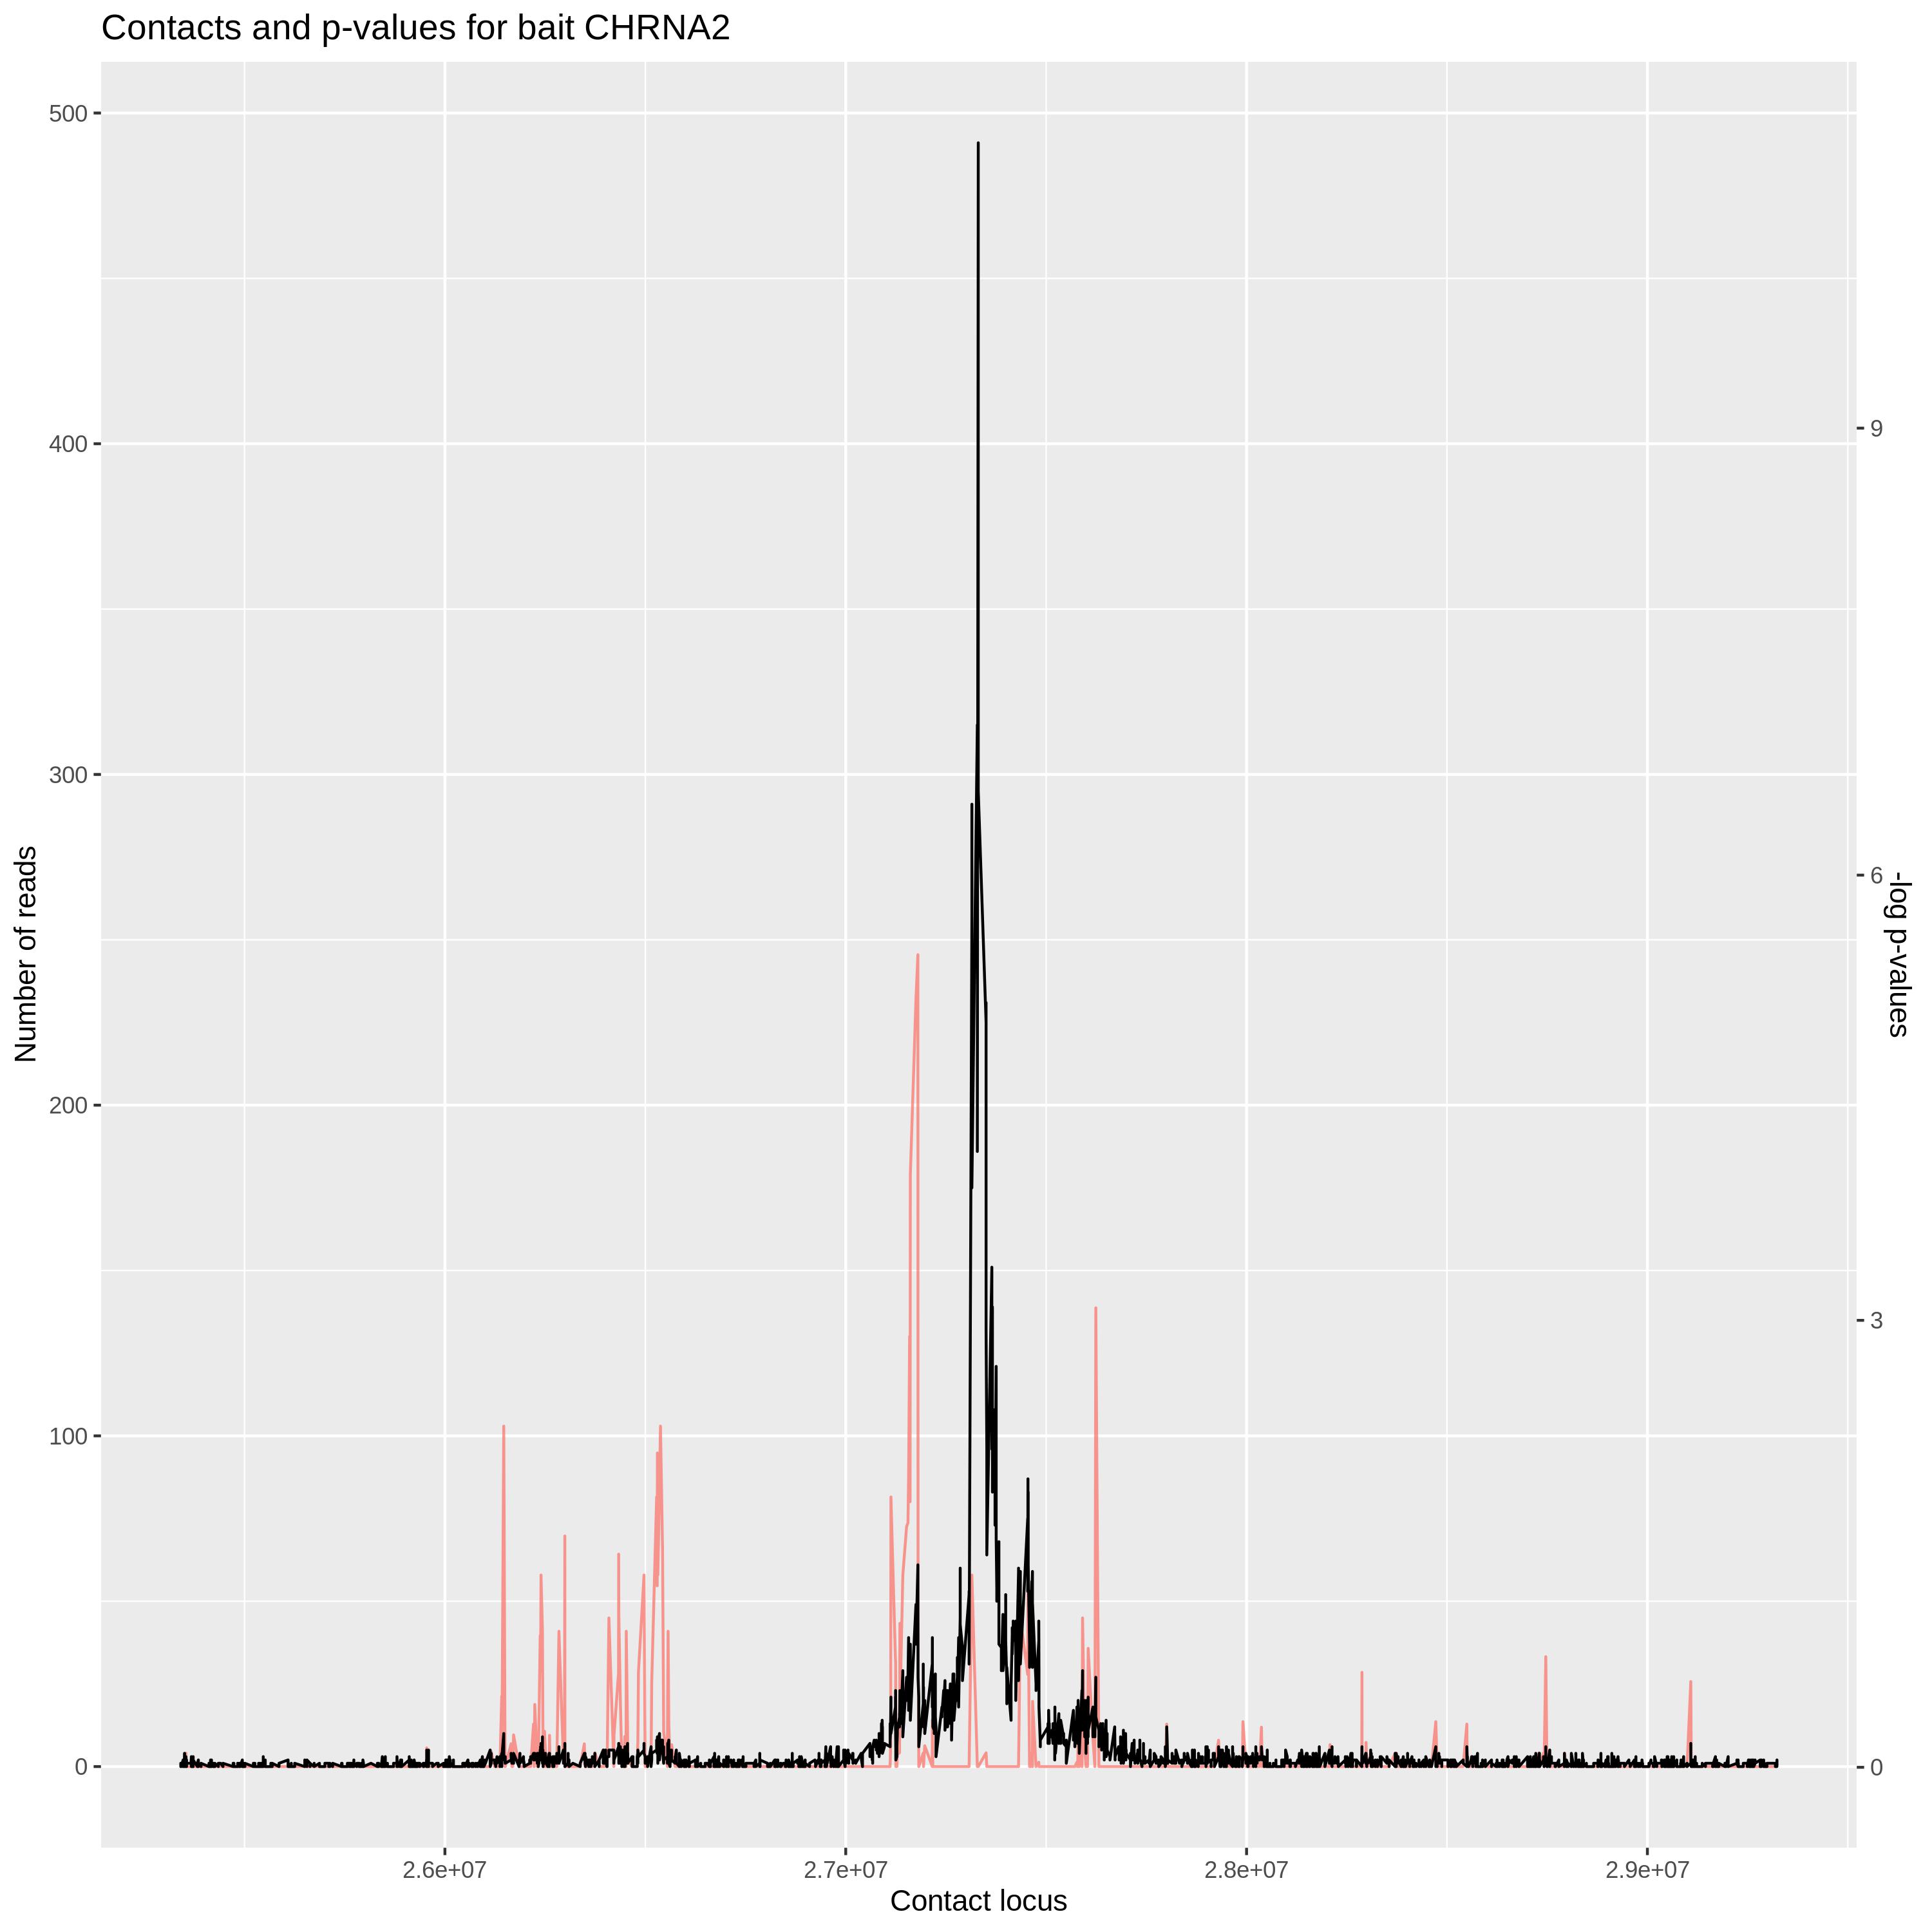 Contacts and p-values for bait CHRNA2
500
400
300
200
100
0
Number of reads
9
6
3
0
-log p-values
2.6e+07
2.7e+07
2.8e+07
2.9e+07
Contact locus